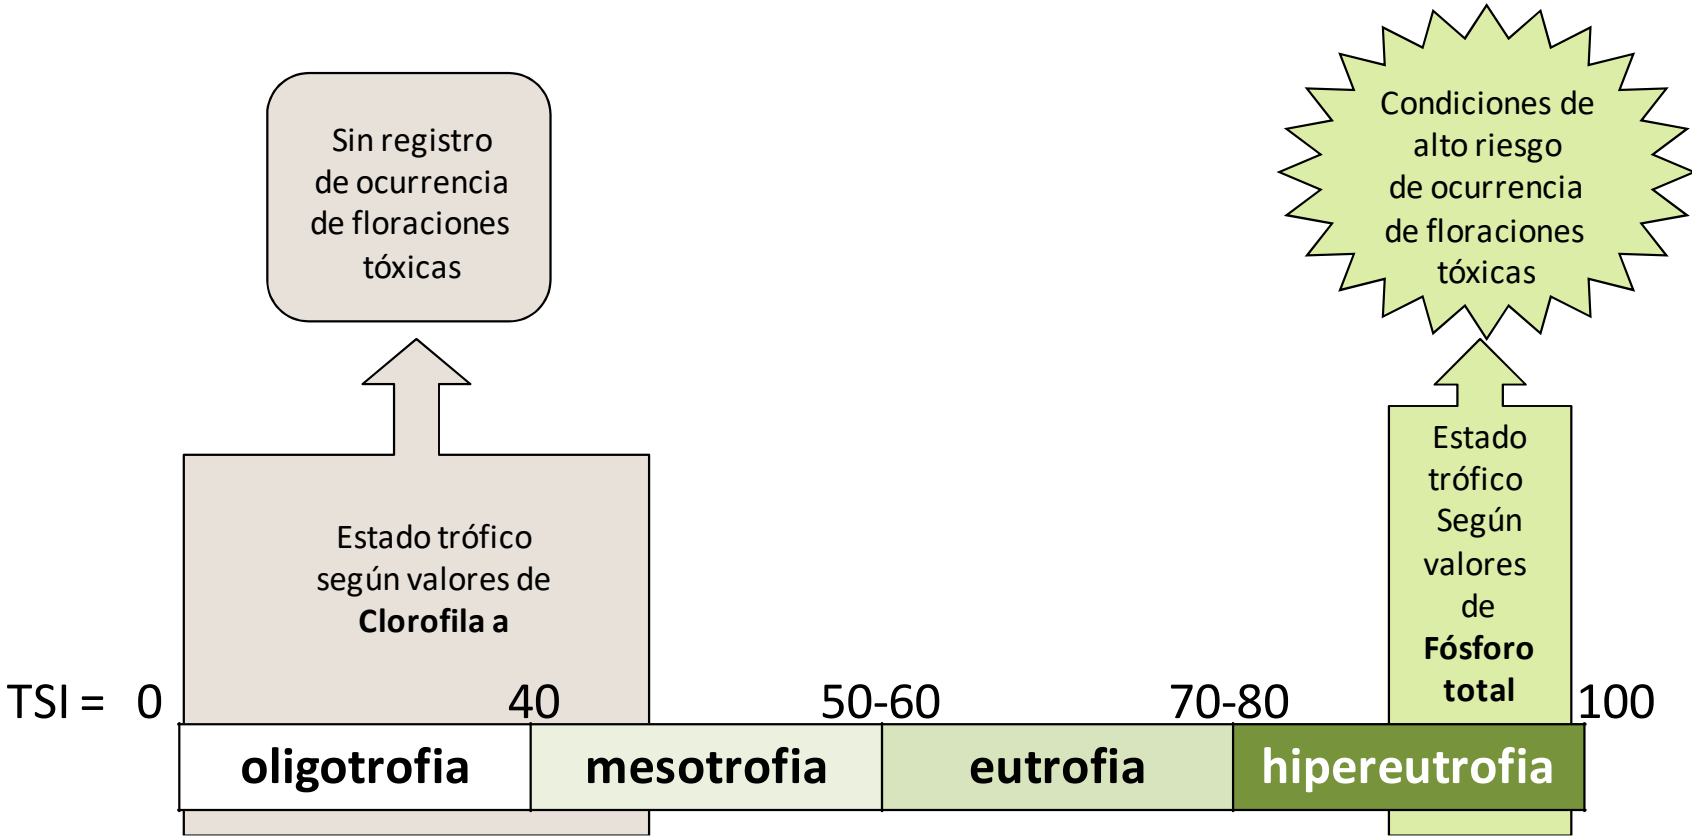 Sin registro
de ocurrencia
de floraciones
tóxicas
Condiciones de
alto riesgo
de ocurrencia
de floraciones
tóxicas
Estado trófico
según valores de
Clorofila a
Estado
trófico
Según
valores
de
Fósforo
total
TSI = 0 40 50-60 70-80 100
oligotrofia mesotrofia eutrofia hipereutrofia